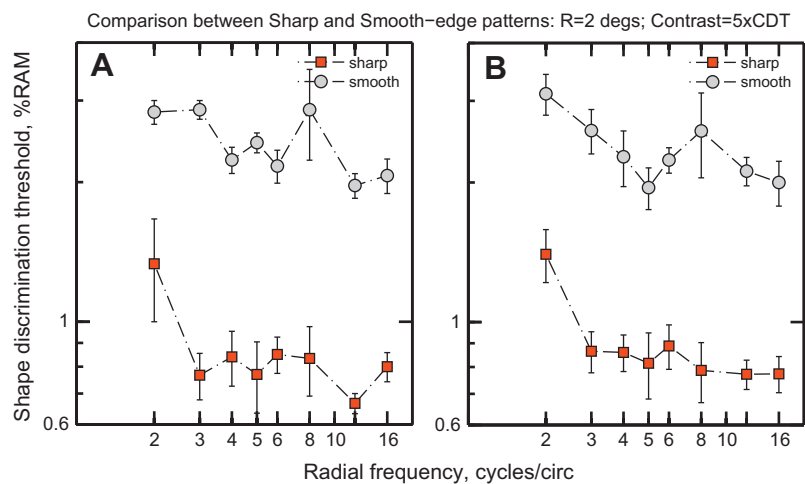 Comparison between Sharp and Smooth−edge patterns: R=2 degs; Contrast=5xCDT
A
sharp
smooth
B
sharp
smooth
Shape discrimination threshold, %RAM
1
0.6
1
0.6
2 3 4 5 6 8 10 16
2 3 4 5 6 8 10 16
Radial frequency, cycles/circ